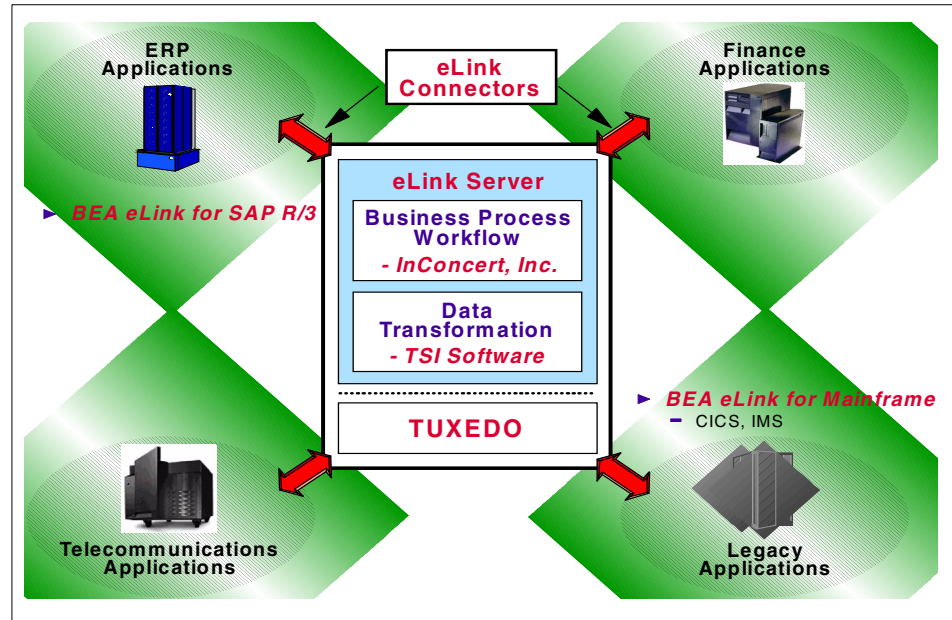 ERP
Applications
eLink
Connectors
Finance
Applications
BEA eLink for SAP R/3
eLink Server
Business Process
Workflow
- InConcert, Inc.
Data
Transformation
- TSI Software
TUXEDO
BEA eLink for Mainframe
– CICS, IMS
Telecommunications
Applications
Legacy
Applications